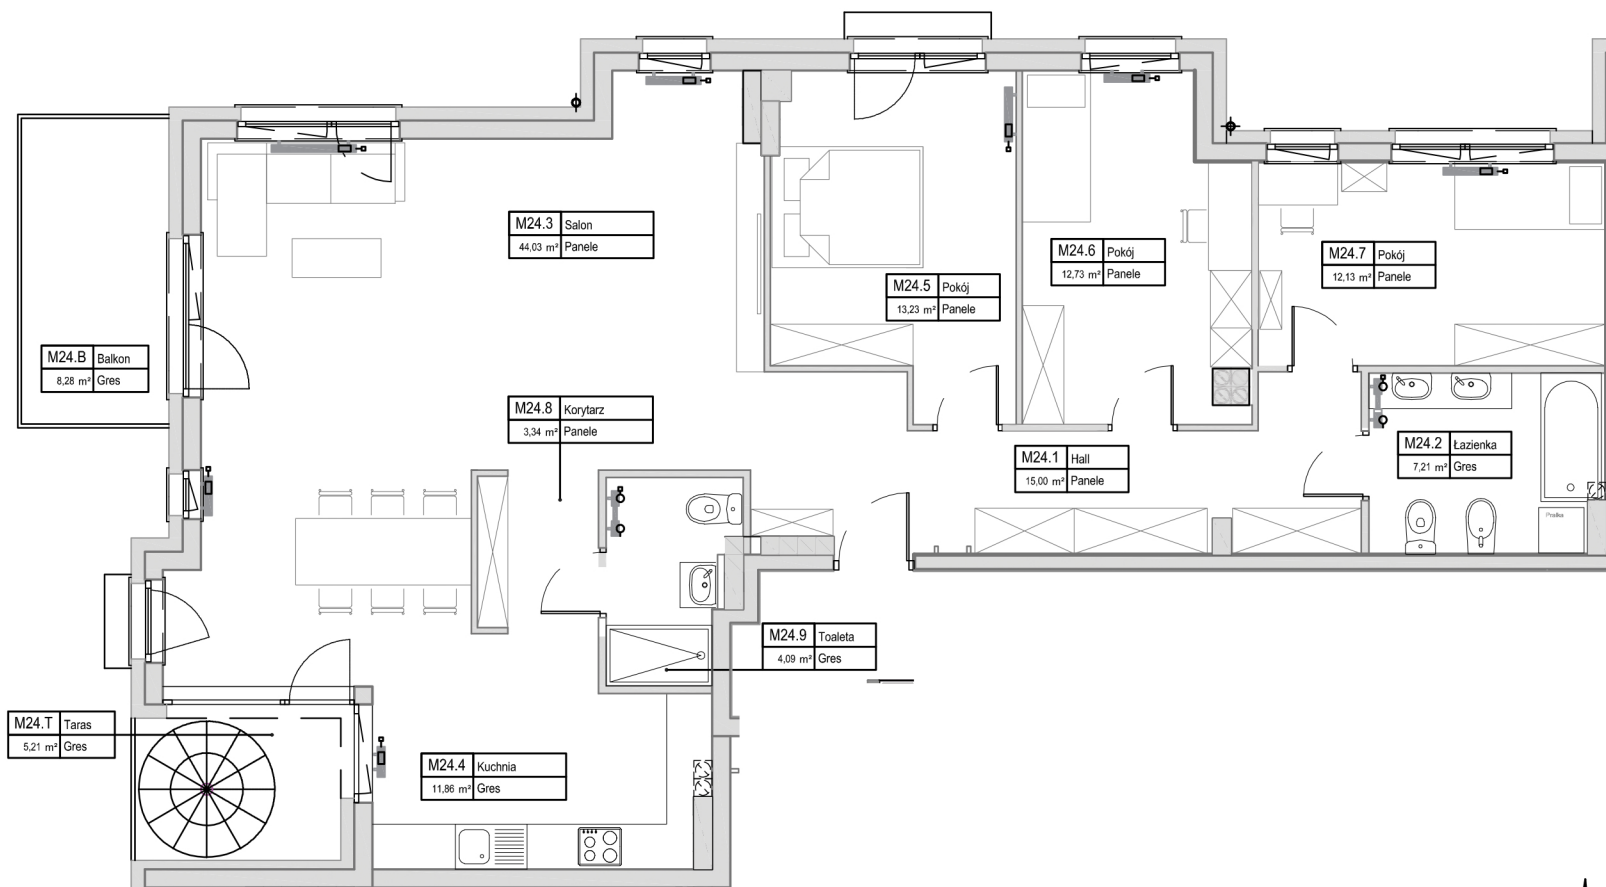 M24.3 Salon
44,03 m² Panele
M24.6 Pokój
12,73 m² Panele
M24.7 Pokój
12,13 m² Panele
M24.5 Pokój
13,23 m² Panele
M24.B Balkon
8,28 m² Gres
M24.8 Korytarz
3,34 m² Panele
M24.1 Hall
15,00 m² Panele
M24.2 Łazienka
7,21 m² Gres
Pralka
M24.9 Toaleta
4,09 m² Gres
M24.T Taras
5,21 m² Gres
M24.4 Kuchnia
11,86 m² Gres